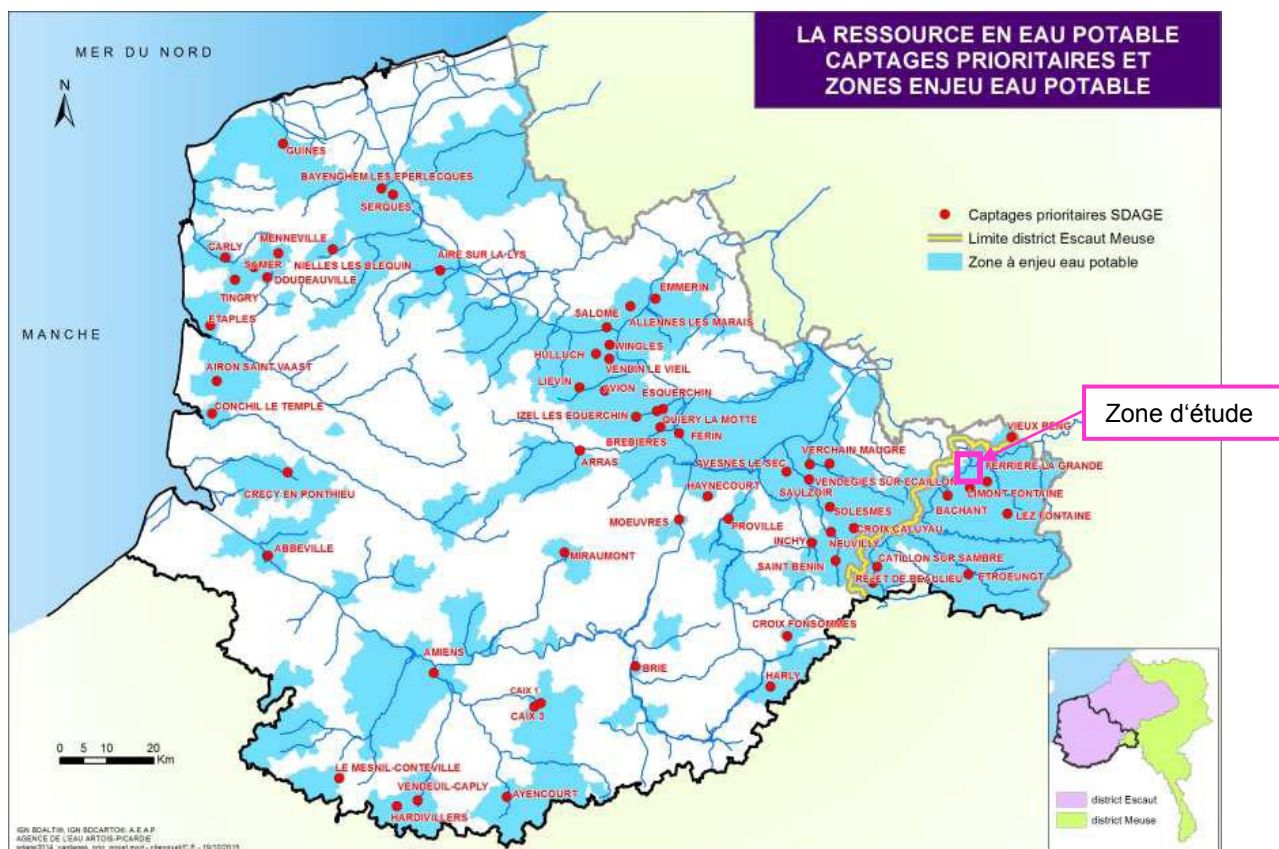 LA RESSOURCE EN EAU POTABLE
CAPTAGES PRIORITAIRES ET
ZONES ENJEU EAU POTABLE
MER DU NORD
N
MANCHE
Captages prioritaires SDAGE
Limite district Escaut Meuse
Zone à enjeu eau potable
Zone d'étude
GUINES
BAYENGHEM LES EPERLECQUES
SERQUES
MENNEVILLE
CARLY
SAMER
NIELLES LES BLEQUIN
DOUDEAUVILLE
AIRE SUR LA LYS
TINGRY
ETAPLES
EMMERIN
SALOME
ALLENNES LES MARAIS
WINGLES
HULLUCH
VENDIN LE VIEIL
LIEVIN
AVION
ESQUERCHIN
AIRON SAINT VAAST
CONCHIL LE TEMPLE
IZEL LES EQUERCHIN
QUIERY LA MOTTE
BREBIERES
FERIN
ARRAS
VIEUX RENG
VERCHAIN MAUGRE
AVESNES LE SEC
FERRIERE LA GRANDE
HAYNECOURT
VENDEGIES SUR ECAILLON
SAULZOIR
LIMONT FONTAINE
BACHANT
LEZ FONTAINE
CRECY EN PONTHIEU
MOEUVRES
PROVILLE
SOLESMES
CROIX CALUYAU
INCHY
NEUVILLY
ABBEVILLE
MIRAUMONT
SAINT BENIN
CATILLON SUR SAMBRE
REJET DE BEAULIEU
ETROEUNGT
CROIX FONSOMMES
AMIENS
BRIE
HARLY
CAIX 1
CAIX 3
0 5 10 20
Km
LE MESNIL-CONTEVILLE
VENDEUIL-CAPLY
AYENCOURT
HARDIVILLERS
district Escaut
district Meuse
AGENCE DE L'EAU ARTOIS-PICARDIE